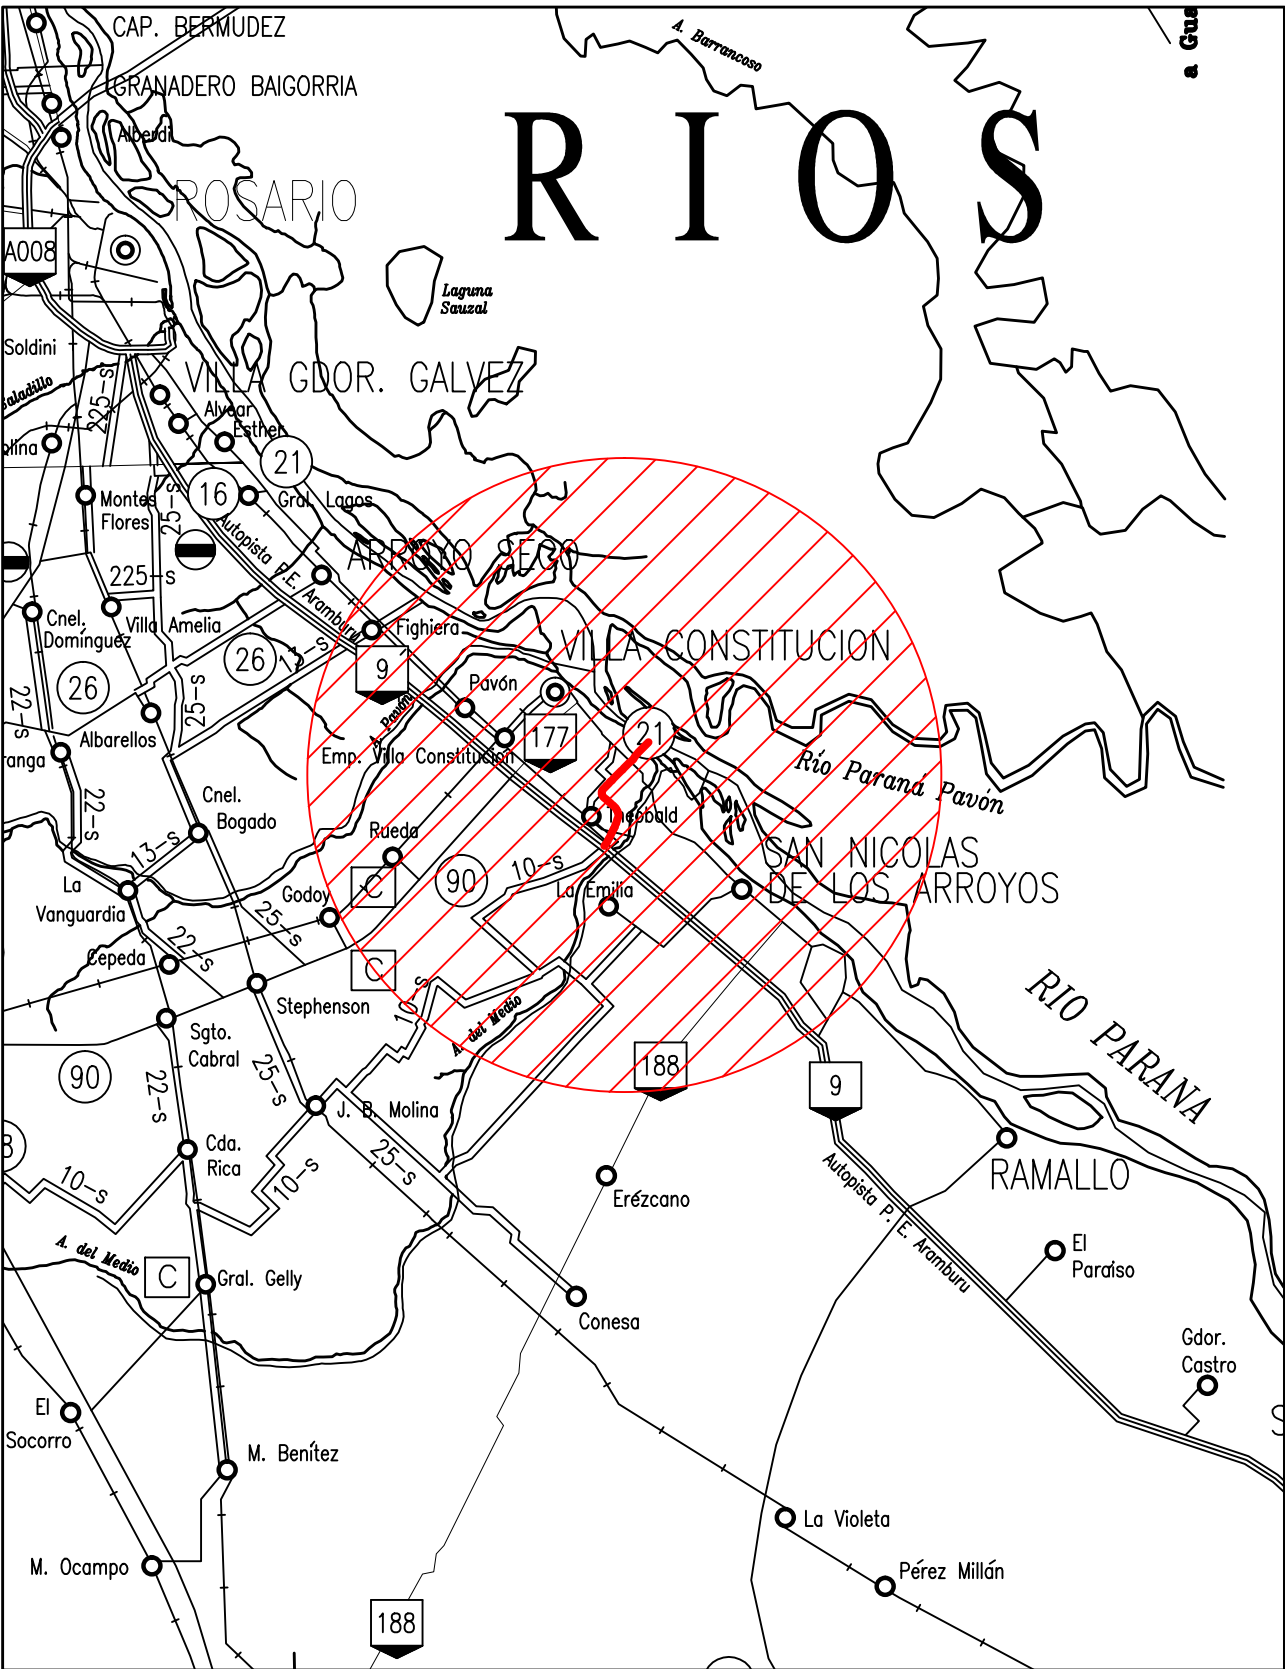 CAP. BERMUDEZ
A. Barrancoso
GRANADERO BAIGORRIA
Alberdi
RIOS
ROSARIO
A008
Laguna
Sauzal
Soldini
VILLA GDOR. GALVEZ
225-s
Alvear
Esther
21
16
Gral. Lagos
Montes
Flores
25-s
Autopista P.E. Aramburu
ARROYO SECO
225-s
Cnel.
Domínguez
Villa Amelia
Fighiera
26
13-s
VILLA CONSTITUCION
26
9
Pavón
22-s
25-s
A. Pavón
21
177
Albarellos
Emp. Villa Constitución
Río Paraná Pavón
22-s
Cnel.
Bogado
Theobald
13-s
Rueda
SAN NICOLAS
DE LOS ARROYOS
10-s
90
La
Vanguardia
Godoy
C
La Emilia
25-s
22-s
Cepeda
C
Stephenson
10-s
RIO PARANA
Sgto.
Cabral
A. del Medio
90
22-s
25-s
188
9
J. B. Molina
Cda.
Rica
25-s
10-s
10-s
Erézcano
Autopista P. E. Aramburu
RAMALLO
A. del Medio
C
Gral. Gelly
El
Paraíso
Conesa
Gdor.
Castro
El
Socorro
M. Benítez
La Violeta
M. Ocampo
Pérez Millán
188